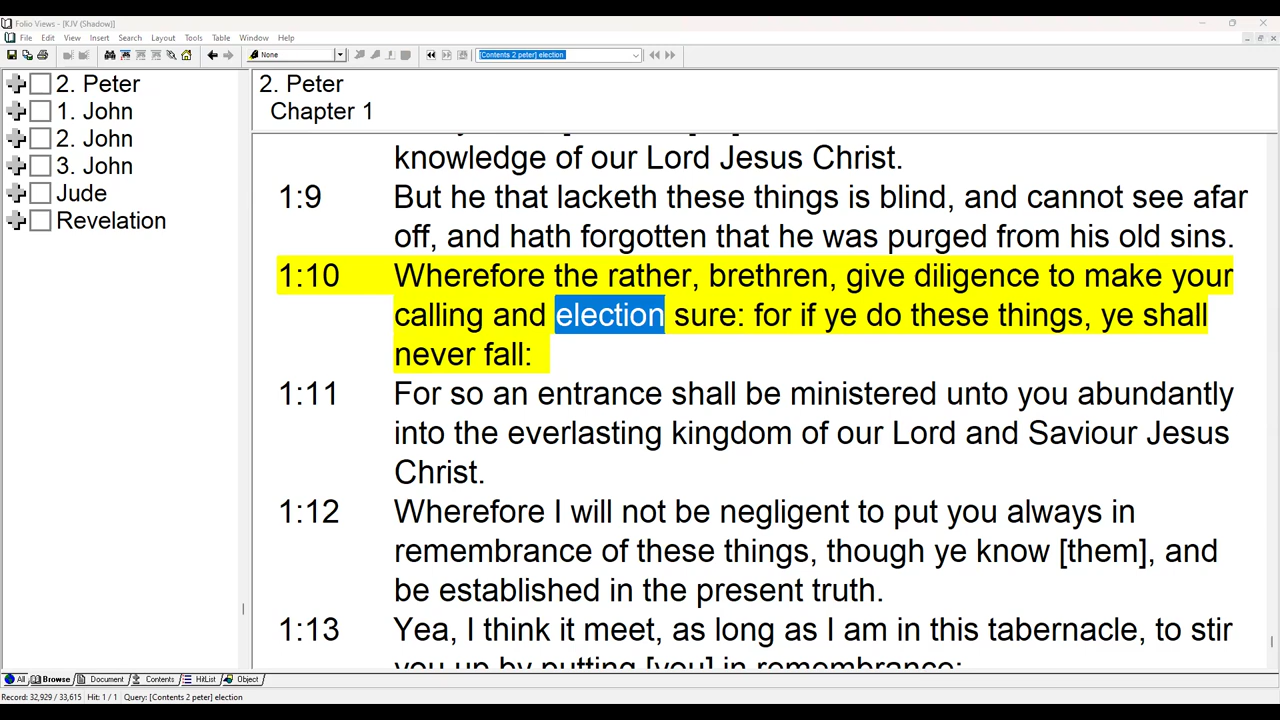 Folio Views - [KJV (Shadow)]
File Edit View Insert Search Layout Tools Table Window Help
None [Contents 2 peter] election
2. Peter
1. John
2. John
3. John
Jude
Revelation
2. Peter
Chapter 1
knowledge of our Lord Jesus Christ.
1:9 But he that lacketh these things is blind, and cannot see afar
off, and hath forgotten that he was purged from his old sins.
1:10 Wherefore the rather, brethren, give diligence to make your
calling and election sure: for if ye do these things, ye shall
never fall:
1:11 For so an entrance shall be ministered unto you abundantly
into the everlasting kingdom of our Lord and Saviour Jesus
Christ.
1:12 Wherefore I will not be negligent to put you always in
remembrance of these things, though ye know [them], and
be established in the present truth.
1:13 Yea, I think it meet, as long as I am in this tabernacle, to stir
you up by putting [you] in remembrance;
All Browse Document Contents HitList Object
Record: 32,929 / 33,615 Hit: 1 / 1 Query: [Contents 2 peter] election